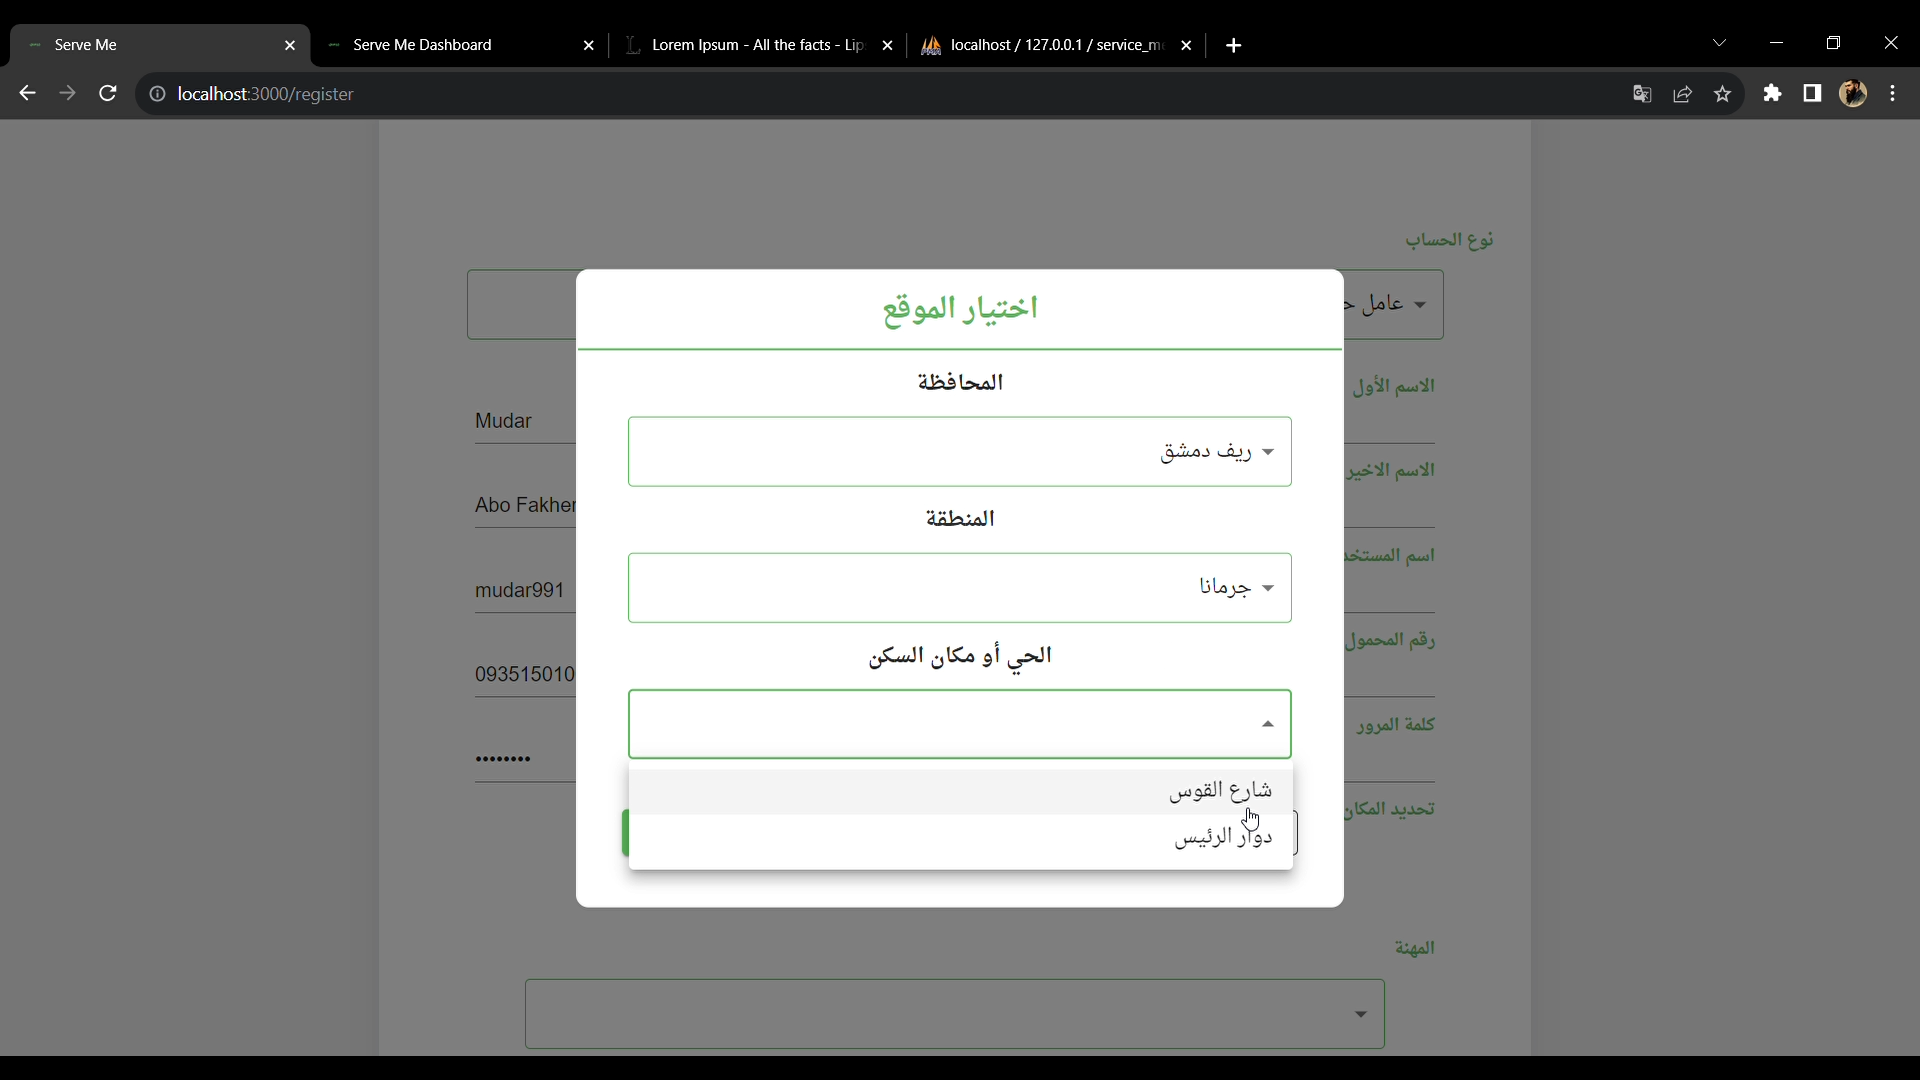 Serve Me
Serve Me Dashboard
Lorem Ipsum - All the facts - Lip
localhost / 127.0.0.1 / service_m
localhost:3000/register
نوع الحساب
عامل ح
الاسم الأول
Mudar
الاسم الاخير
Abo Fakher
اسم المستخد
mudar991
رقم المحمول
093515010
كلمة المرور
••••••••
تحديد المكان
اختيار الموقع
المحافظة
ريف دمشق
المنطقة
جرمانا
الحي أو مكان السكن
شارع القوس
دوار الرئيس
المهنة